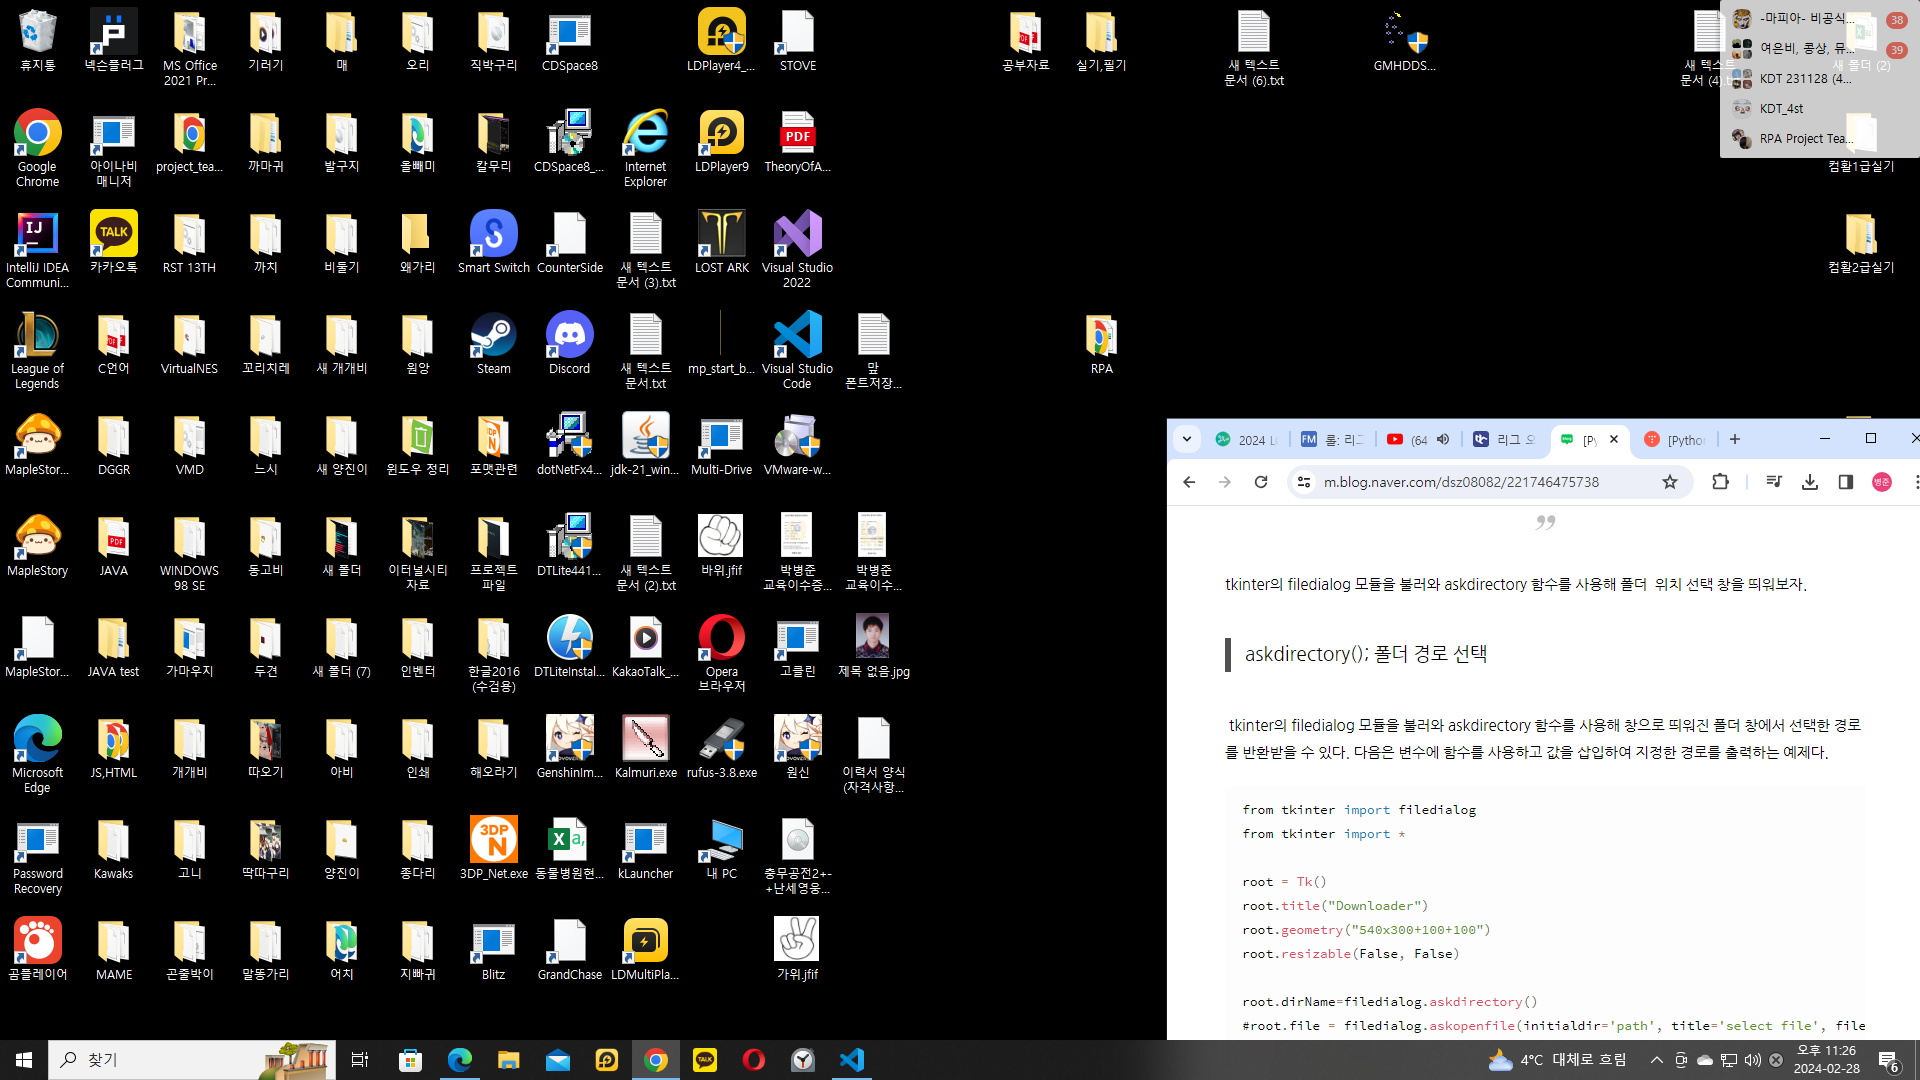 휴지통
넥슨플러그
MS Office
2021 Pr...
기러기
매
오리
직박구리
CDSpace8
LDPlayer4_...
STOVE
공부자료
실기,필기
새 텍스트
문서 (6).txt
GMHDDS...
새 텍스트
문서 (4).t
새 폴더 (2)
-마피아- 비공식...
38
여은비, 콩상, 뮤...
39
KDT 231128 (4...
KDT_4st
RPA Project Tea...
Google
Chrome
아이나비
매니저
project_tea...
까마귀
발구지
올빼미
칼무리
CDSpace8_...
Internet
Explorer
LDPlayer9
PDF
TheoryOfA...
컴활1급실기
IntelliJ IDEA
Communi...
TALK
카카오톡
RST 13TH
까치
비둘기
왜가리
Smart Switch
CounterSide
새 텍스트
문서 (3).txt
LOST ARK
Visual Studio
2022
컴활2급실기
League of
Legends
C언어
VirtualNES
꼬리치레
새 개개비
원앙
Steam
Discord
새 텍스트
문서.txt
mp_start_b...
Visual Studio
Code
맢
폰트저장...
RPA
MapleStor...
DGGR
VMD
느시
새 양진이
윈도우 정리
포맷관련
dotNetFx4...
jdk-21_win...
Multi-Drive
VMware-w...
MapleStory
JAVA
WINDOWS
98 SE
동고비
새 폴더
이터널시티
자료
프로젝트
파일
DTLite441...
새 텍스트
문서 (2).txt
바위.jfif
박병준
교육이수증...
박병준
교육이수...
MapleStor...
JAVA test
가마우지
두견
새 폴더 (7)
인벤터
한글2016
(수검용)
DTLiteInstal...
KakaoTalk_...
Opera
브라우저
고클린
제목 없음.jpg
Microsoft
Edge
JS,HTML
개개비
따오기
아비
인쇄
해오라기
GenshinIm...
Kalmuri.exe
rufus-3.8.exe
원신
이력서 양식
(자격사항...
Password
Recovery
Kawaks
고니
딱따구리
양진이
종다리
3DP_Net.exe
동물병원현...
kLauncher
내 PC
충무공전2+-
+난세영웅...
곰플레이어
MAME
곤줄박이
말똥가리
어치
지빠귀
Blitz
GrandChase
LDMultiPla...
가위.jfif
2024 L
FM 롤: 리그
(64
리그 오
[Py
[Pythor
m.blog.naver.com/dsz08082/221746475738
병준
tkinter의 filedialog 모듈을 불러와 askdirectory 함수를 사용해 폴더 위치 선택 창을 띄워보자.
askdirectory(); 폴더 경로 선택
tkinter의 filedialog 모듈을 불러와 askdirectory 함수를 사용해 창으로 띄워진 폴더 창에서 선택한 경로
를 반환받을 수 있다. 다음은 변수에 함수를 사용하고 값을 삽입하여 지정한 경로를 출력하는 예제다.
from tkinter import filedialog
from tkinter import *
root = Tk()
root.title("Downloader")
root.geometry("540x300+100+100")
root.resizable(False, False)
root.dirName=filedialog.askdirectory()
#root.file = filedialog.askopenfile(initialdir='path', title='select file', file
찾기
4°C 대체로 흐림
오후 11:26
2024-02-28
6